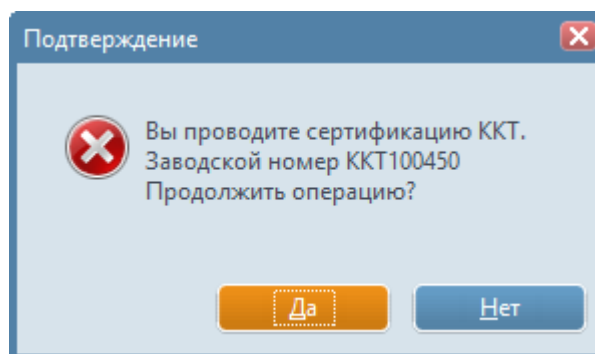 Подтверждение
Вы проводите сертификацию ККТ.
Заводской номер ККТ100450
Продолжить операцию?
Да
Нет